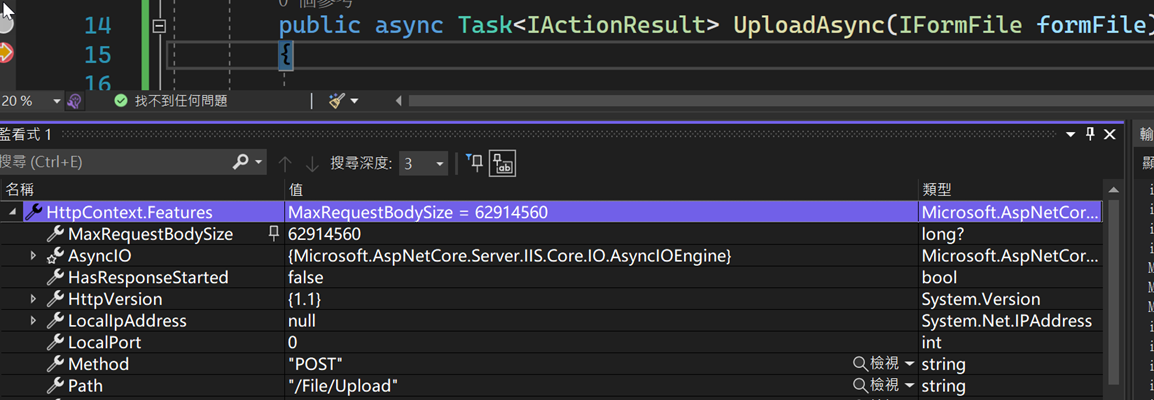 0 個參考
14 public async Task<IActionResult> UploadAsync(IFormFile formFile)
15 {
16
20 % 找不到任何問題
監看式 1
搜尋 (Ctrl+E) 搜尋深度: 3
名稱 值 類型
HttpContext.Features MaxRequestBodySize = 62914560 Microsoft.AspNetCor...
MaxRequestBodySize 62914560 long?
AsyncIO {Microsoft.AspNetCore.Server.IIS.Core.IO.AsyncIOEngine} Microsoft.AspNetCor...
HasResponseStarted false bool
HttpVersion {1.1} System.Version
LocalIpAddress null System.Net.IPAddress
LocalPort 0 int
Method "POST" 檢視 string
Path "/File/Upload" 檢視 string